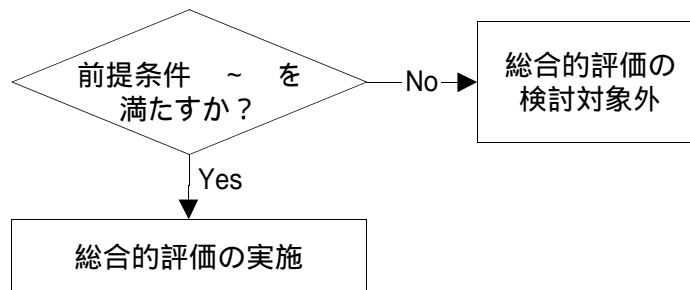 前提条件　~　を
満たすか？
No
総合的評価の
検討対象外
Yes
総合的評価の実施